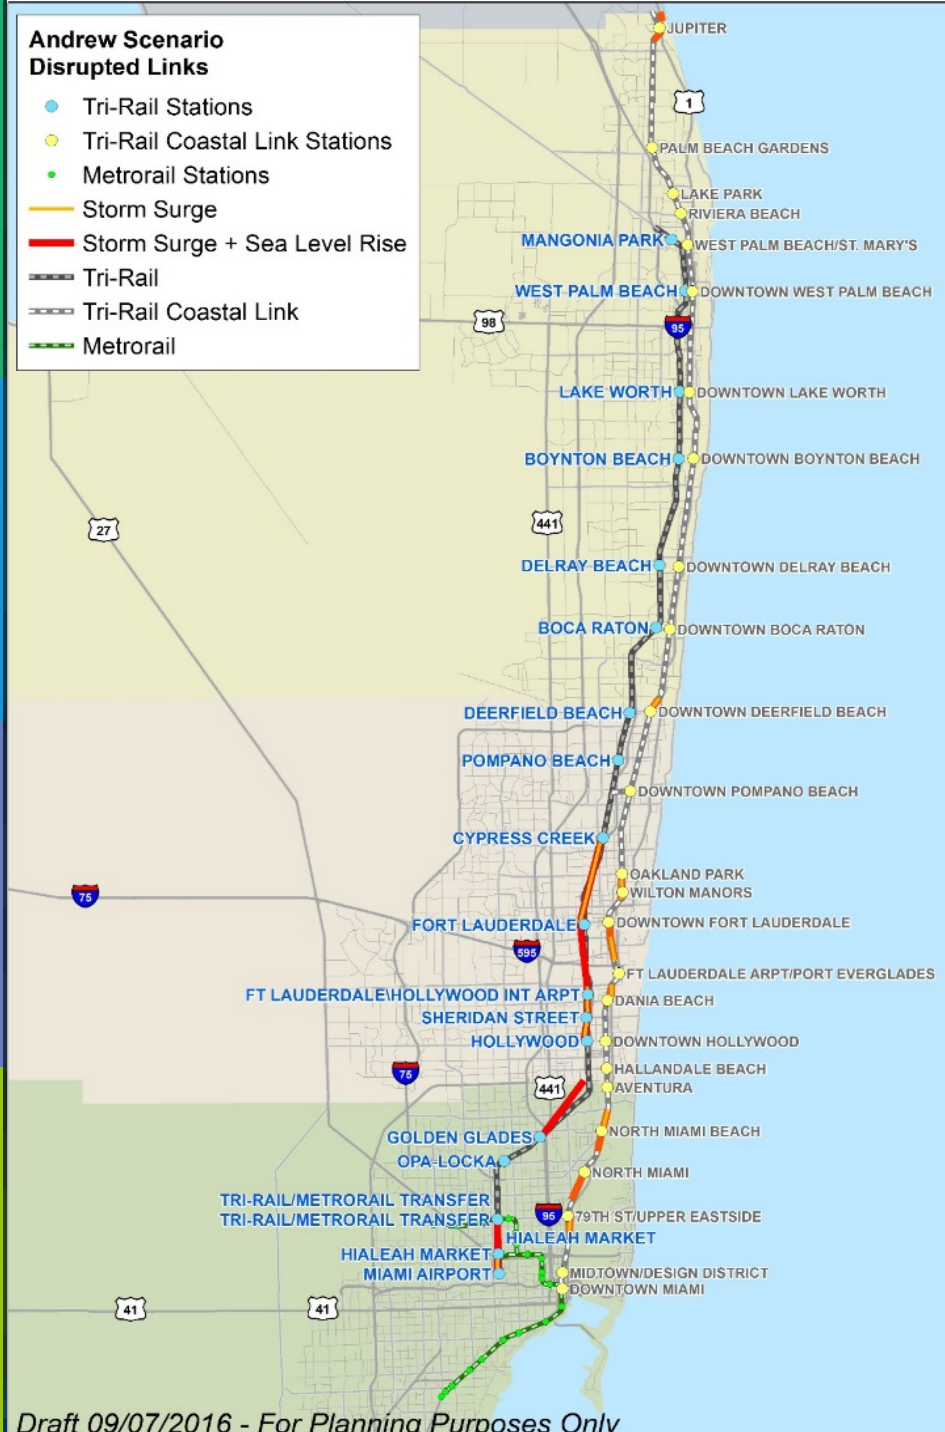 Andrew Scenario
Disrupted Links
Tri-Rail Stations
Tri-Rail Coastal Link Stations
Metrorail Stations
Storm Surge
Storm Surge + Sea Level Rise
Tri-Rail
Tri-Rail Coastal Link
Metrorail
JUPITER
1
PALM BEACH GARDENS
LAKE PARK
RIVIERA BEACH
MANGONIA PARK
WEST PALM BEACH/ST. MARY'S
WEST PALM BEACH
DOWNTOWN WEST PALM BEACH
98
95
LAKE WORTH
DOWNTOWN LAKE WORTH
BOYNTON BEACH
DOWNTOWN BOYNTON BEACH
27
441
DELRAY BEACH
DOWNTOWN DELRAY BEACH
BOCA RATON
DOWNTOWN BOCA RATON
DEERFIELD BEACH
DOWNTOWN DEERFIELD BEACH
POMPANO BEACH
DOWNTOWN POMPANO BEACH
CYPRESS CREEK
OAKLAND PARK
75
WILTON MANORS
FORT LAUDERDALE
DOWNTOWN FORT LAUDERDALE
595
FT LAUDERDALE ARPT/PORT EVERGLADES
FT LAUDERDALE\HOLLYWOOD INT ARPT
DANIA BEACH
SHERIDAN STREET
HOLLYWOOD
DOWNTOWN HOLLYWOOD
75
HALLANDALE BEACH
441
AVENTURA
GOLDEN GLADES
NORTH MIAMI BEACH
OPA-LOCKA
NORTH MIAMI
TRI-RAIL/METRORAIL TRANSFER
TRI-RAIL/METRORAIL TRANSFER
95
79TH ST/UPPER EASTSIDE
HIALEAH MARKET
HIALEAH MARKET
MIAMI AIRPORT
MIDTOWN/DESIGN DISTRICT
DOWNTOWN MIAMI
41
41
Draft 09/07/2016 - For Planning Purposes Only